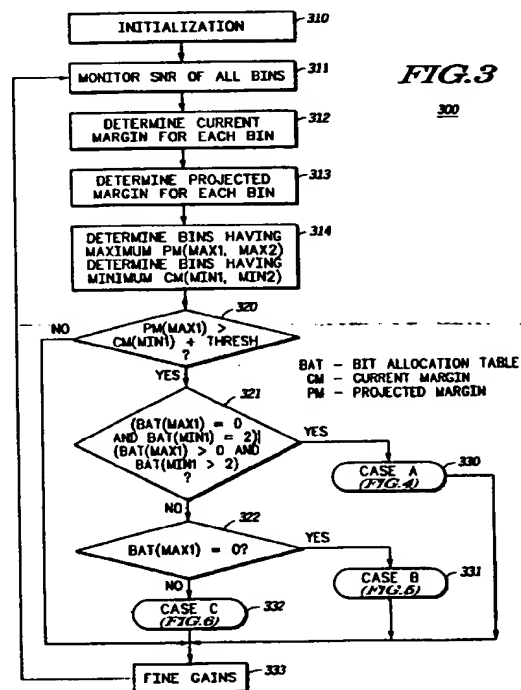 INITIALIZATION
310
MONITOR SNR OF ALL BINS
311
FIG.3
300
DETERMINE CURRENT
MARGIN FOR EACH BIN
312
DETERMINE PROJECTED
MARGIN FOR EACH BIN
313
DETERMINE BINS HAVING
MAXIMUM PM(MAX1, MAX2)
DETERMINE BINS HAVING
MINIMUM CM(MIN1, MIN2)
314
320
NO
PM(MAX1) >
CM(MIN1) + THRESH
?
YES
BAT - BIT ALLOCATION TABLE
CM - CURRENT MARGIN
PM - PROJECTED MARGIN
321
(BAT(MAX1) = 0
AND BAT(MIN1) = 2)|
(BAT(MAX1) > 0 AND
BAT(MIN1 > 2)
?
YES
NO
CASE A
(FIG.4)
330
322
BAT(MAX1) = 0?
YES
NO
CASE B
(FIG.5)
331
CASE C
(FIG.6)
332
FINE GAINS
333